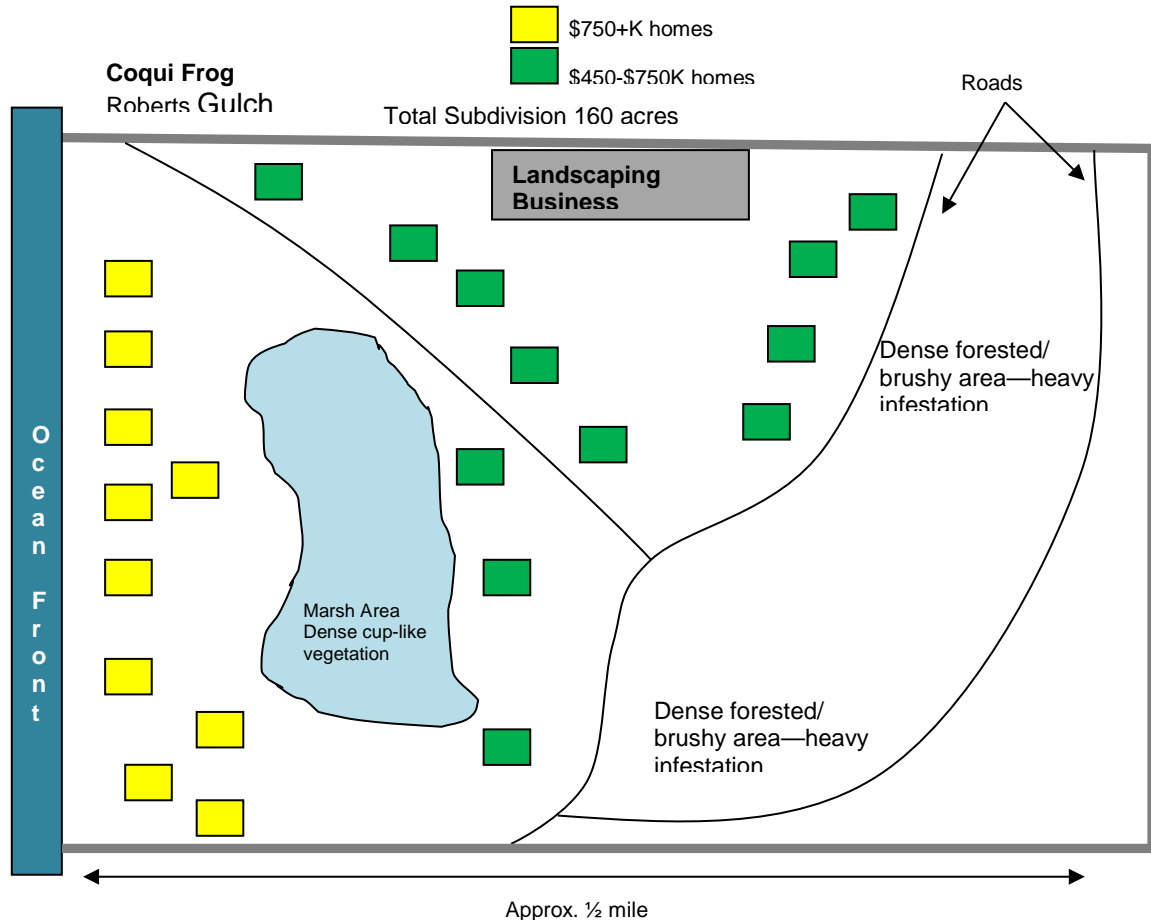 $750+K homes
$450-$750K homes
Coqui Frog
Roberts Gulch
Total Subdivision 160 acres
Roads
Landscaping
Business
Ocean Front
Dense forested/
brushy area—heavy
infestation
Marsh Area
Dense cup-like
vegetation
Dense forested/
brushy area—heavy
infestation
Approx. ½ mile